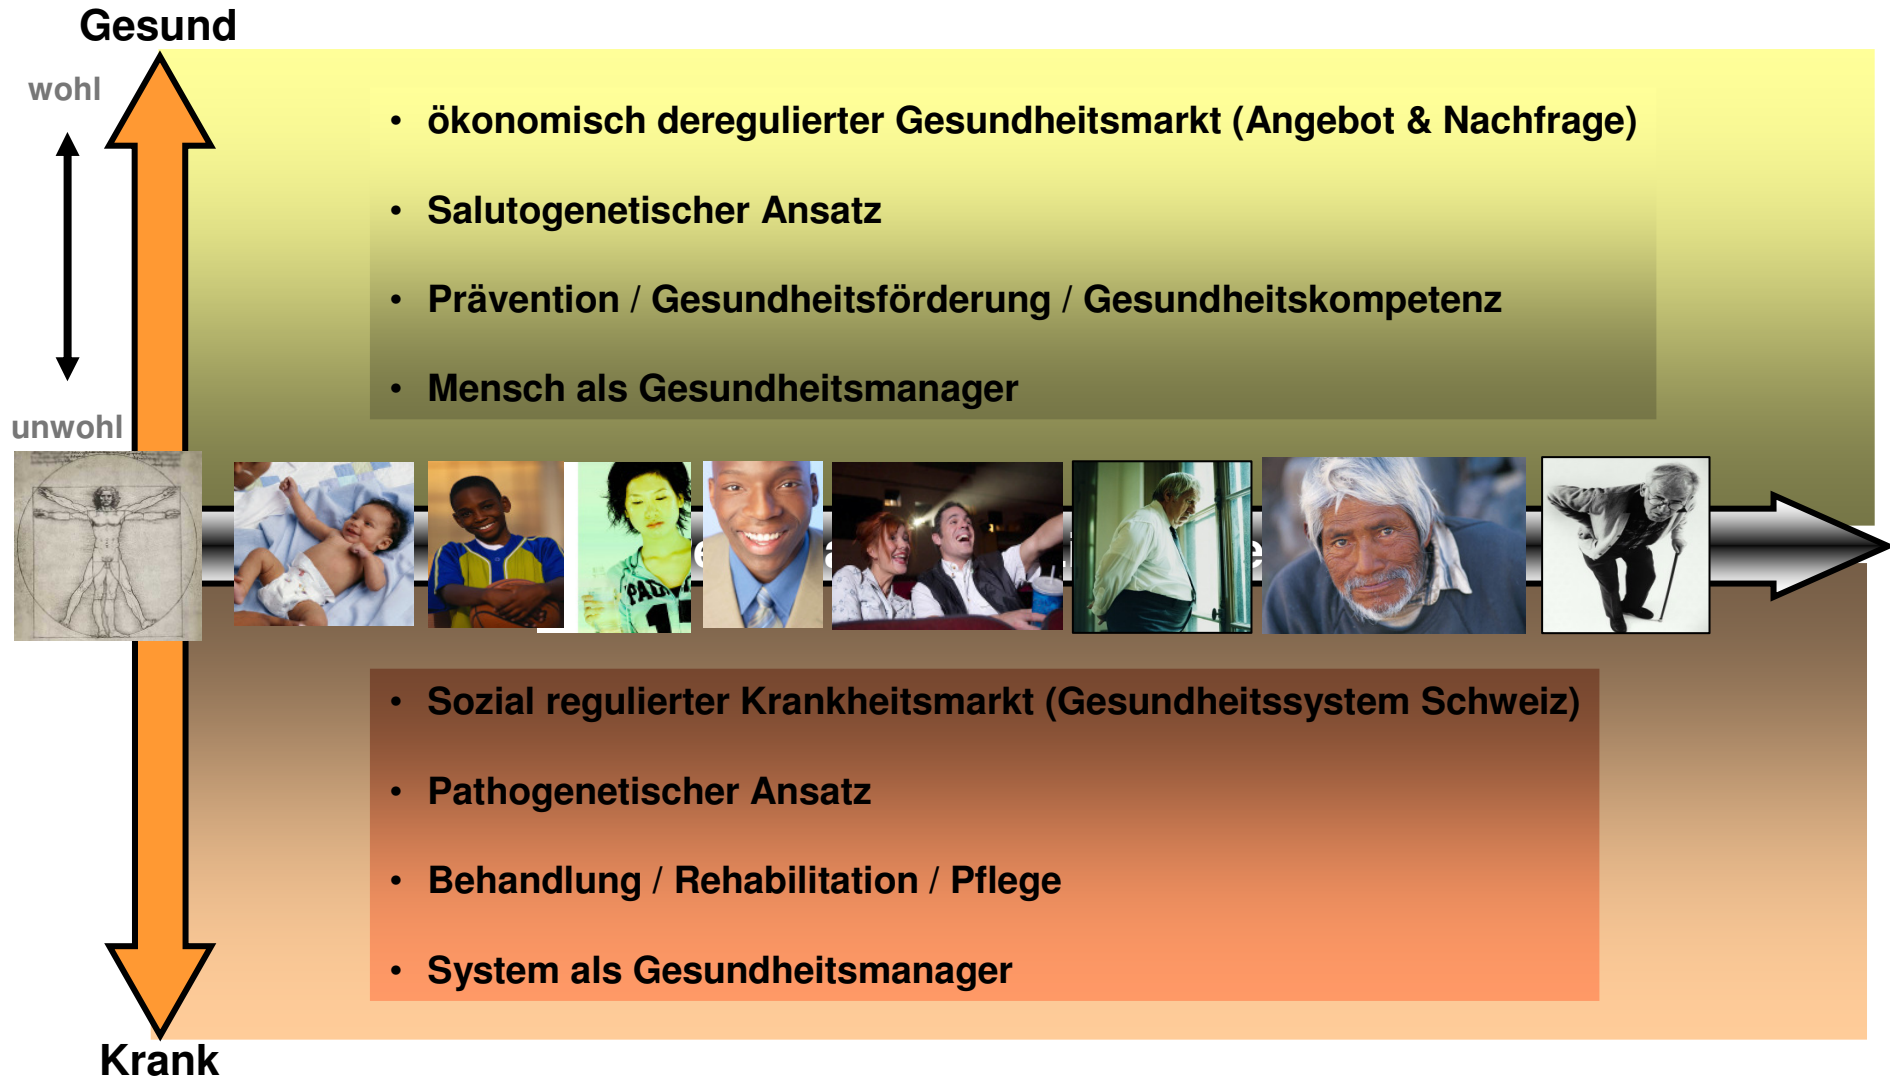 Gesund
wohl
• ökonomisch deregulierter Gesundheitsmarkt (Angebot & Nachfrage)
• Salutogenetischer Ansatz
• Prävention / Gesundheitsförderung / Gesundheitskompetenz
• Mensch als Gesundheitsmanager
unwohl
• Sozial regulierter Krankheitsmarkt (Gesundheitssystem Schweiz)
• Pathogenetischer Ansatz
• Behandlung / Rehabilitation / Pflege
• System als Gesundheitsmanager
Krank